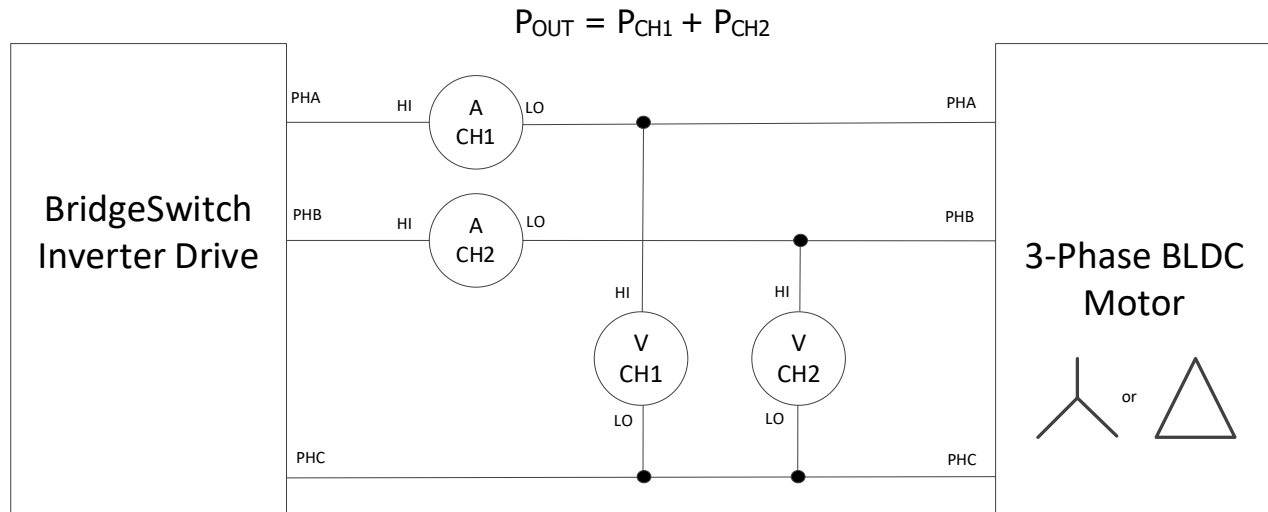 P_OUT = P_CH1 + P_CH2
PHA
HI
A
CH1
LO
PHA
BridgeSwitch
Inverter Drive
PHB
HI
A
CH2
LO
PHB
3-Phase BLDC
Motor
HI
V
CH1
LO
HI
V
CH2
LO
or
PHC
PHC